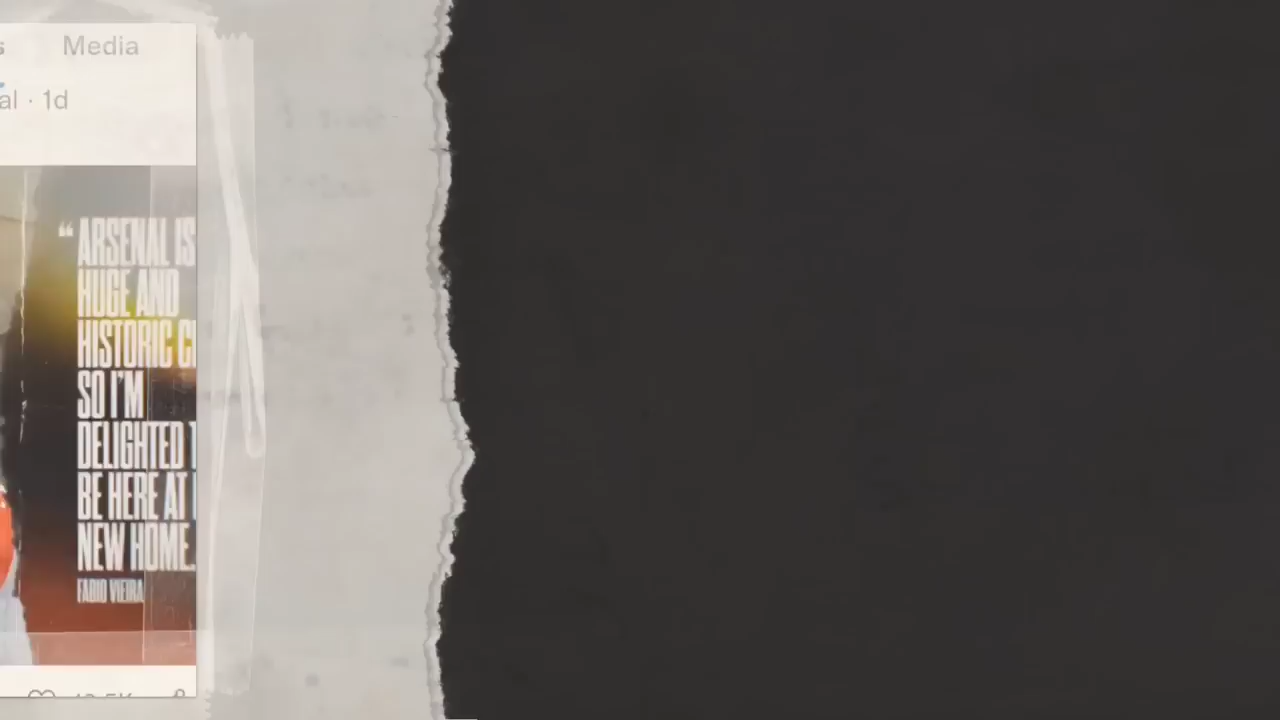 Media
al · 1d
“ ARSENAL IS
HUGE AND
HISTORIC
SO I'M
DELIGHTED
BE HERE AT
NEW HOME.
FABIO VIEIRA